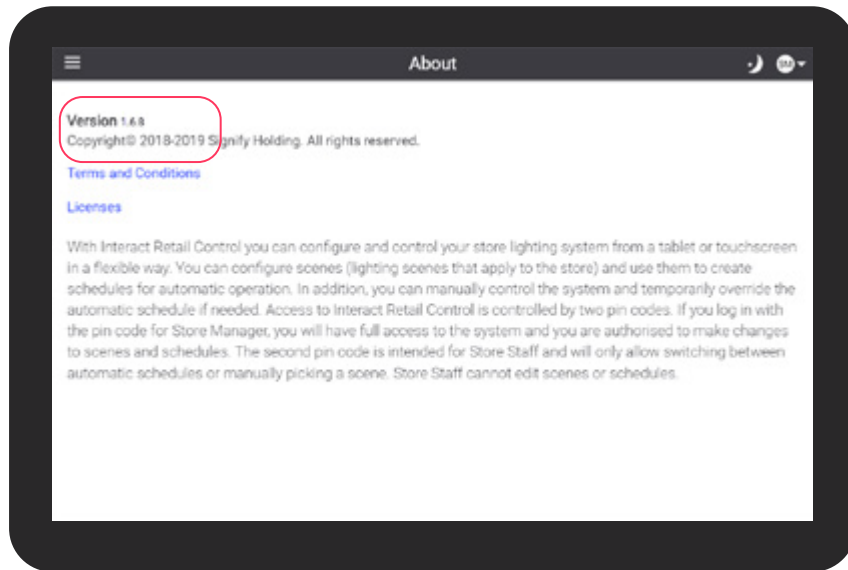 About
SM
Version 1.6.8
Copyright© 2018-2019 Signify Holding. All rights reserved.
Terms and Conditions
Licenses
With Interact Retail Control you can configure and control your store lighting system from a tablet or touchscreen
in a flexible way. You can configure scenes (lighting scenes that apply to the store) and use them to create
schedules for automatic operation. In addition, you can manually control the system and temporarily override the
automatic schedule if needed. Access to Interact Retail Control is controlled by two pin codes. If you log in with
the pin code for Store Manager, you will have full access to the system and you are authorised to make changes
to scenes and schedules. The second pin code is intended for Store Staff and will only allow switching between
automatic schedules or manually picking a scene. Store Staff cannot edit scenes or schedules.